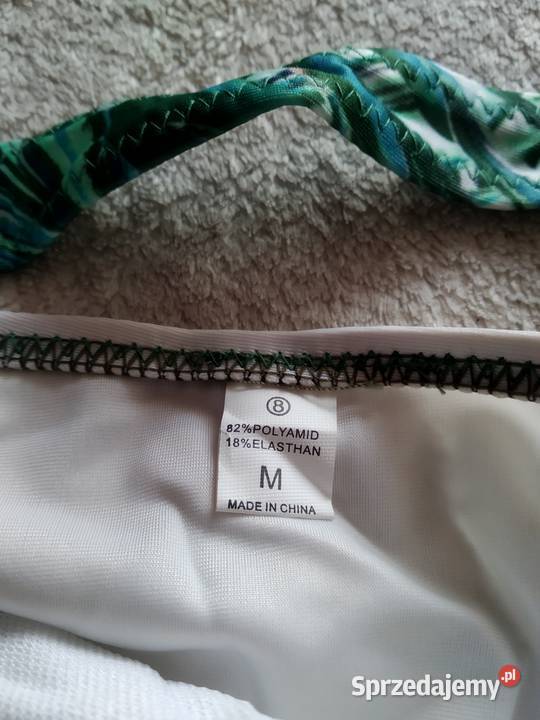 8
82%POLYAMID
18%ELASTHAN
M
MADE IN CHINA
Sprzedajemy.pl